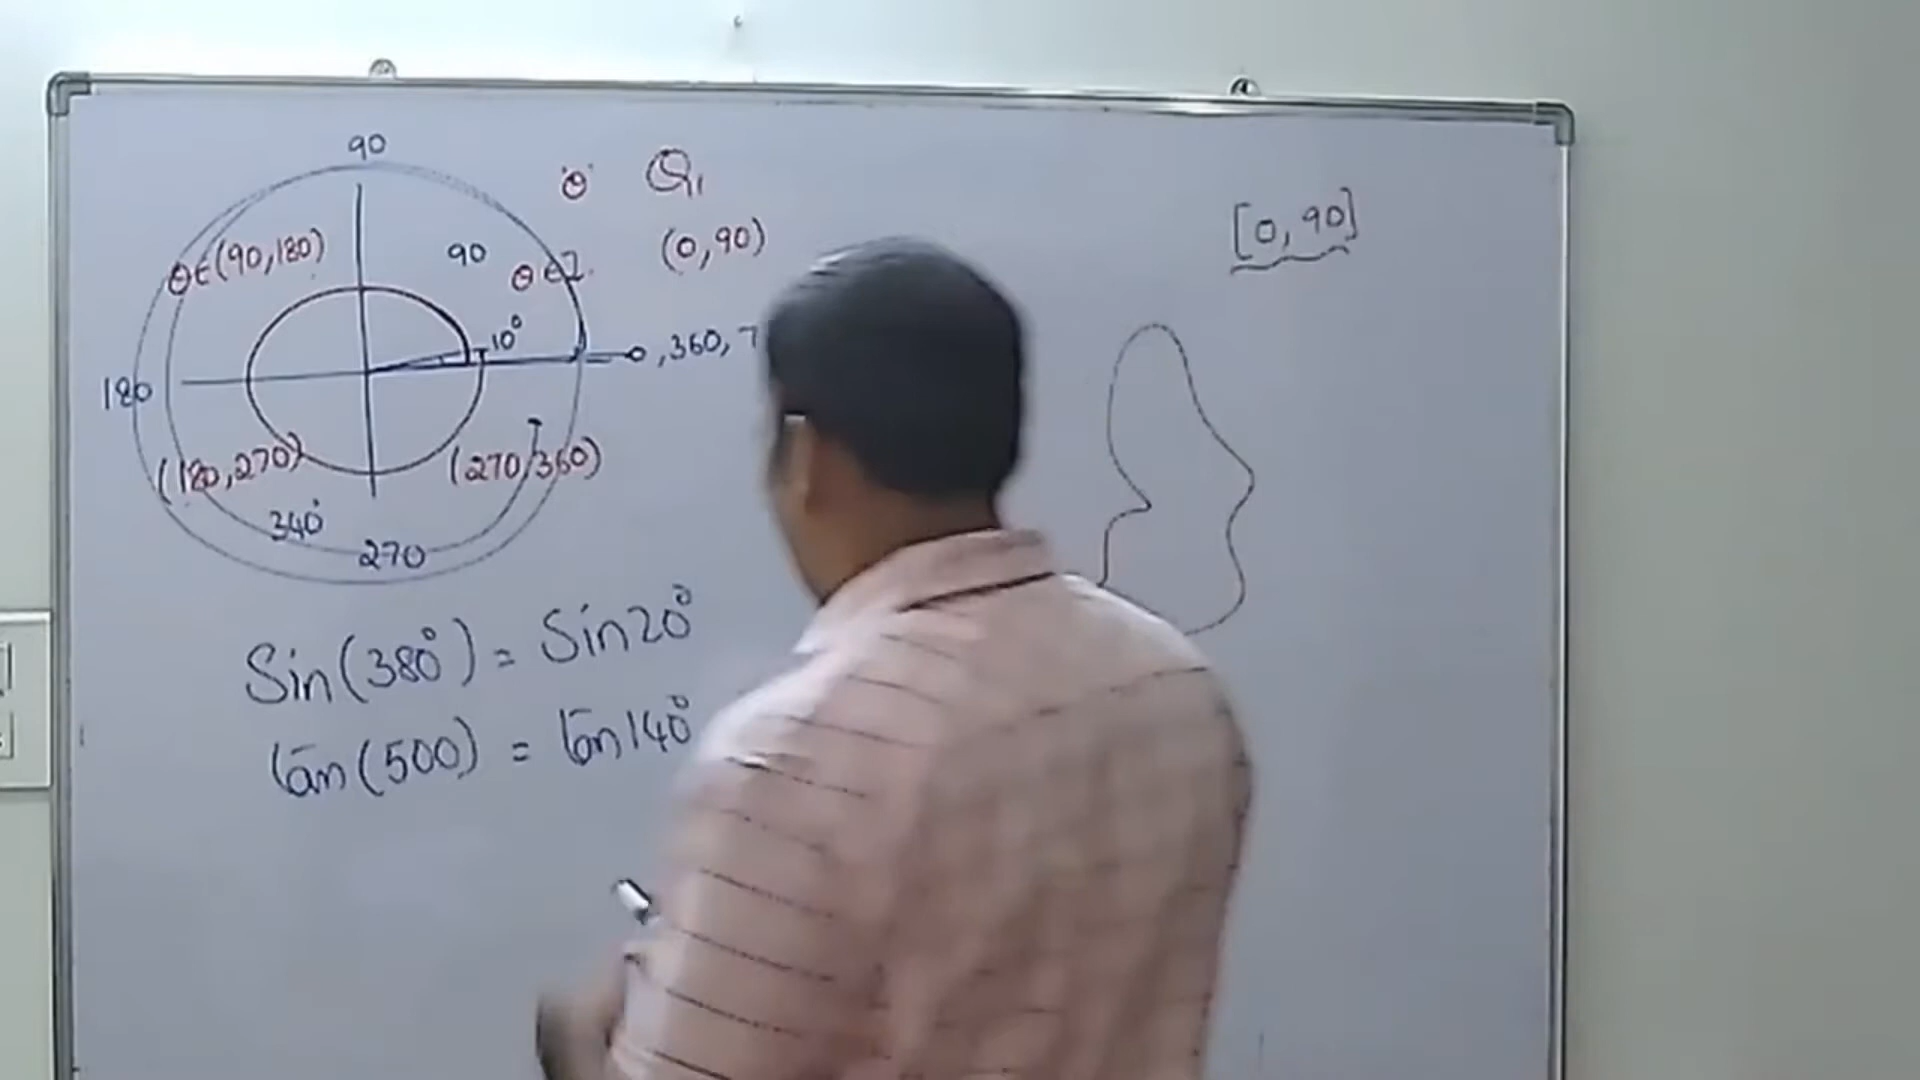 90
θ Q₁
[0, 90]
θ∈(90,180)
90
θ∈I
(0, 90)
10°
0, 360, 7
180
(180,270)
(270,360)
340°
270
Sin(380°) = Sin20°
tan(500) = tan140°